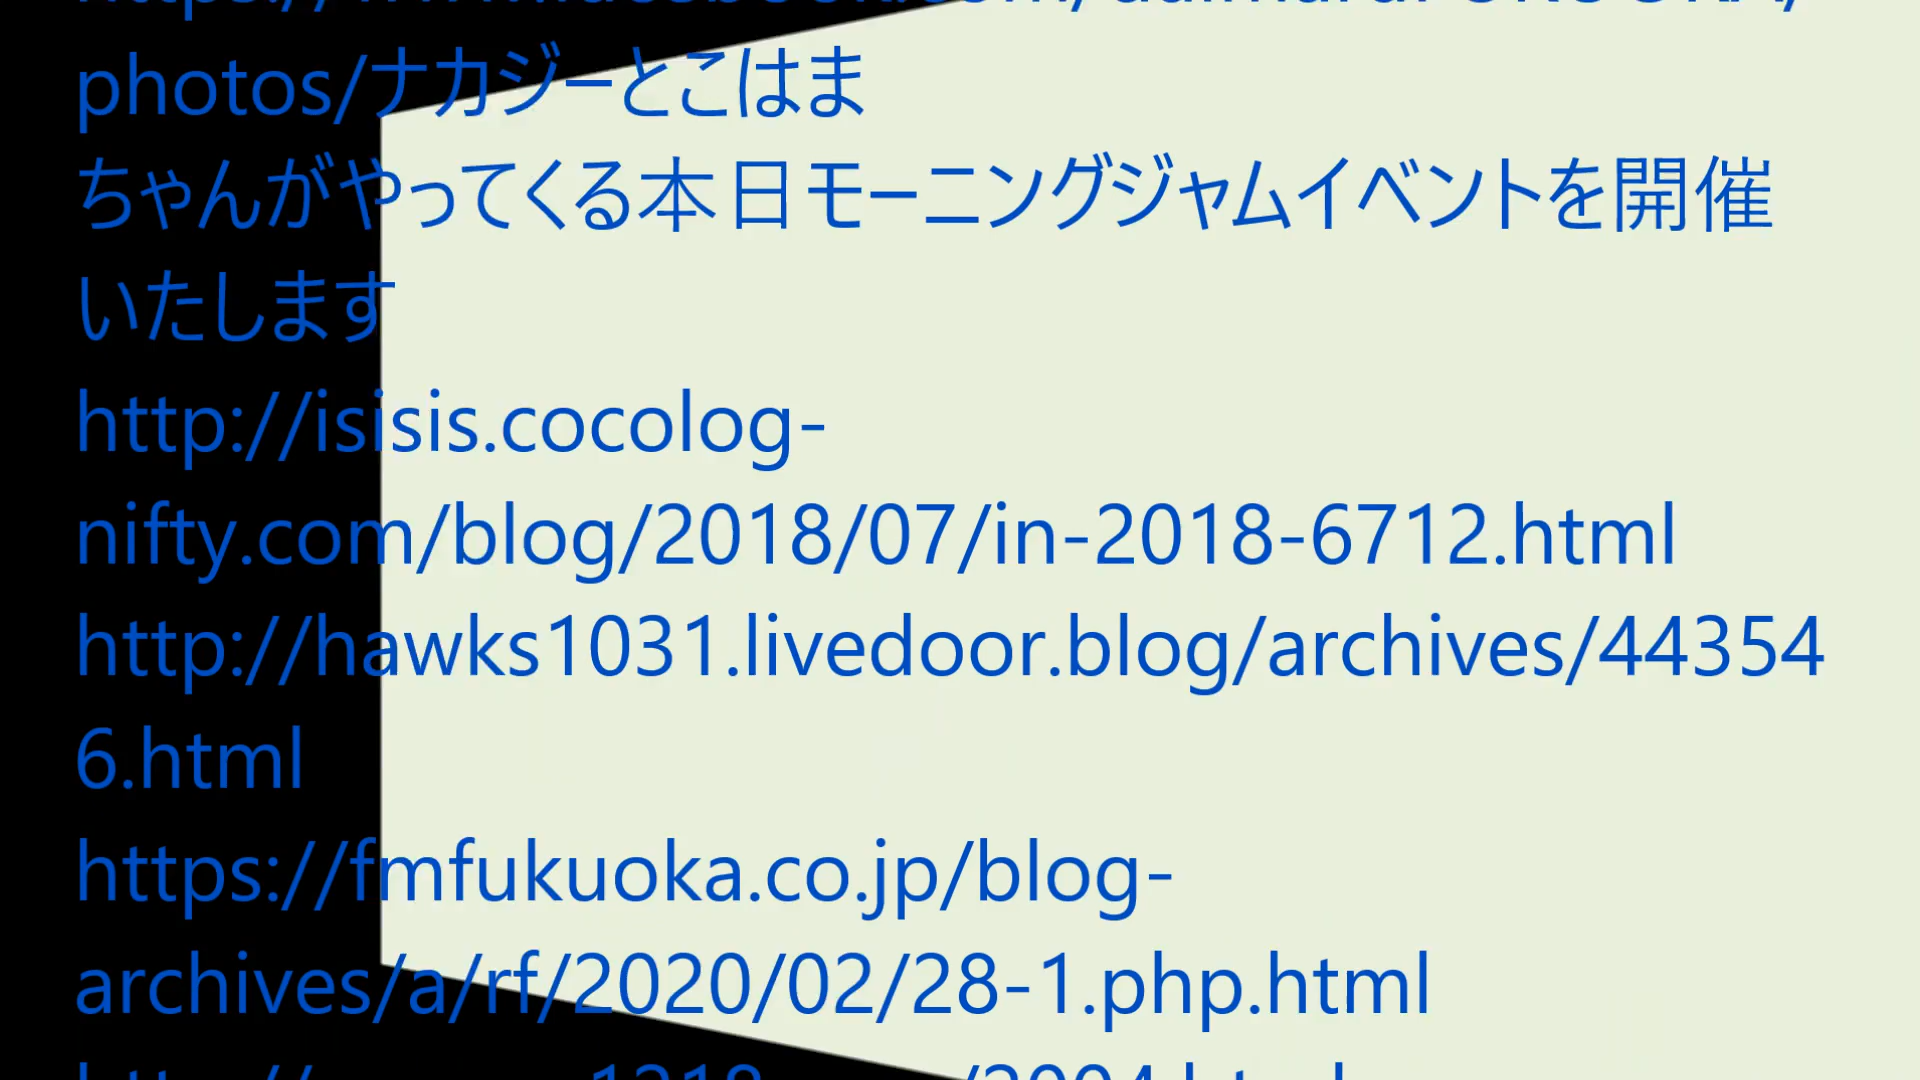 photos/ナカジーとこはま
ちゃんがやってくる本日モーニングジャムイベントを開催
いたします
http://isisis.cocolog-
nifty.com/blog/2018/07/in-2018-6712.html
http://hawks1031.livedoor.blog/archives/44354
6.html
https://fmfukuoka.co.jp/blog-
archives/a/rf/2020/02/28-1.php.html